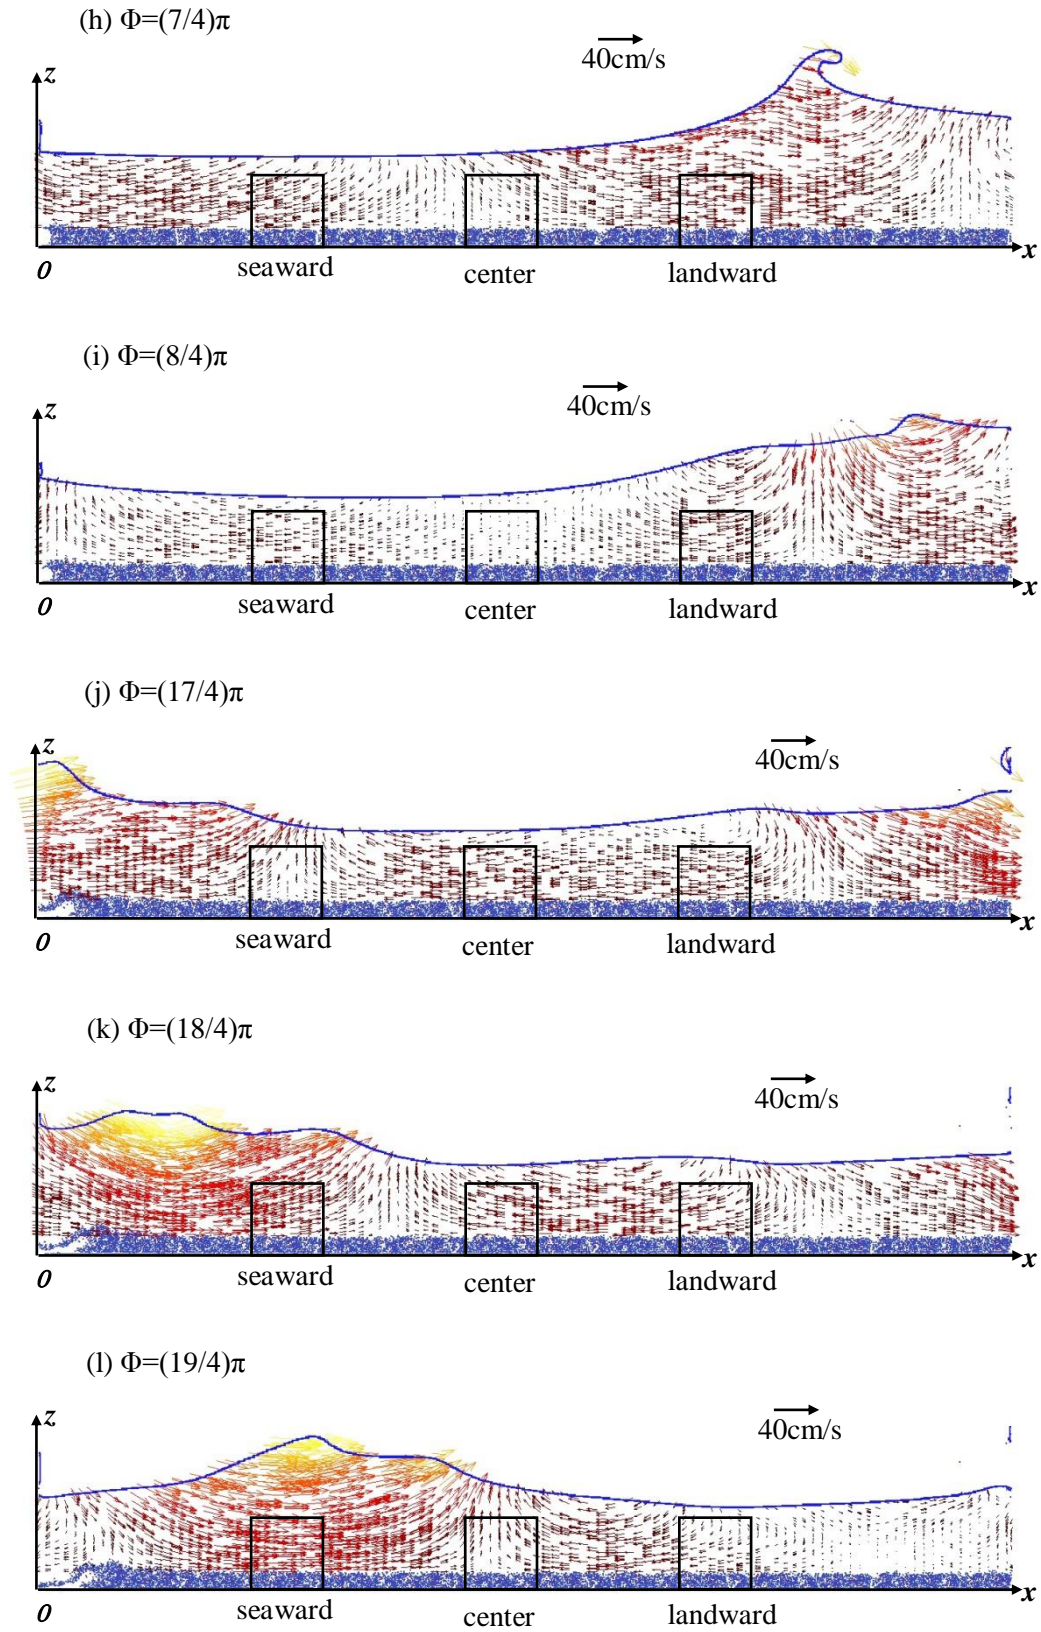 (h) Φ=(7/4)π
40cm/s
z
x
0
seaward
center
landward
(i) Φ=(8/4)π
40cm/s
z
x
0
seaward
center
landward
(j) Φ=(17/4)π
40cm/s
z
x
0
seaward
center
landward
(k) Φ=(18/4)π
40cm/s
z
x
0
seaward
center
landward
(l) Φ=(19/4)π
40cm/s
z
x
0
seaward
center
landward